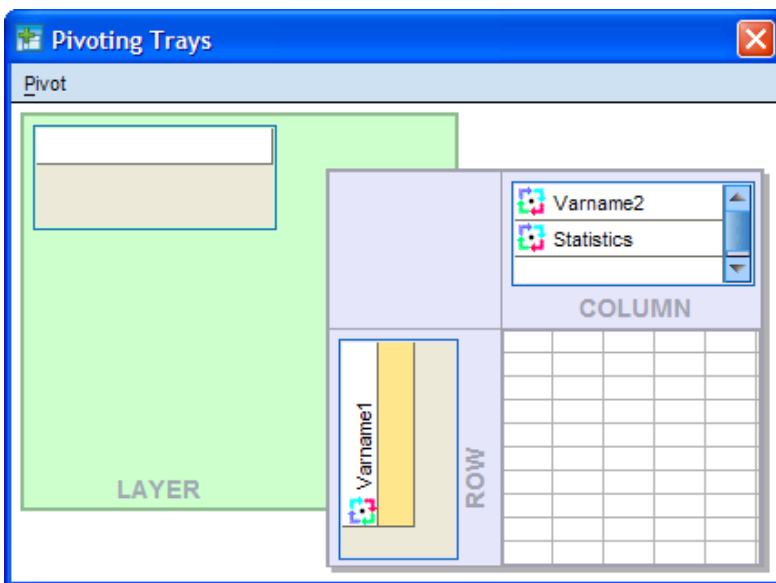 Pivoting Trays
Pivot
Varname2
Statistics
COLUMN
Varname1
ROW
LAYER